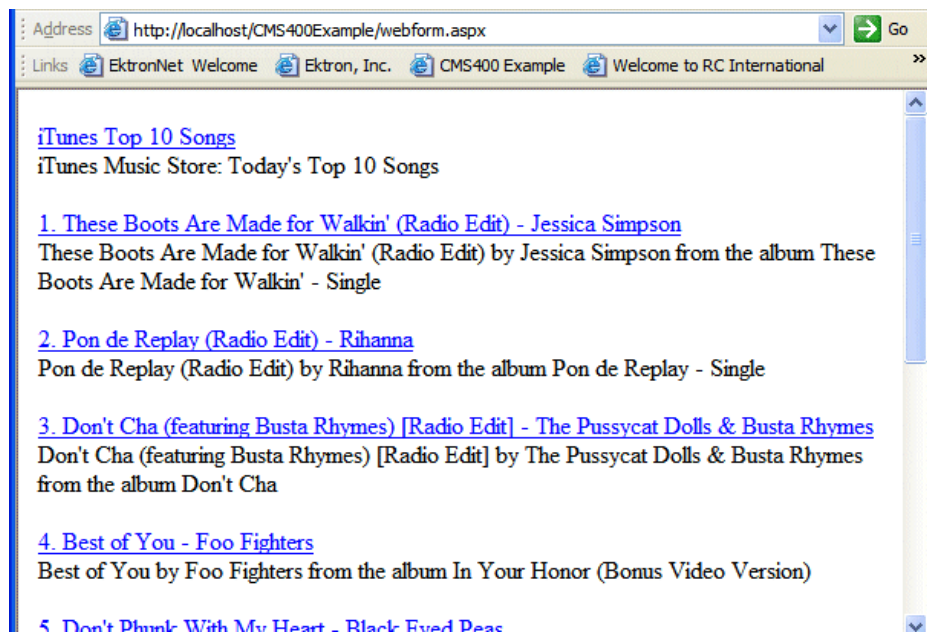 Address http://localhost/CMS400Example/webform.aspx Go
Links EktronNet Welcome Ektron, Inc. CMS400 Example Welcome to RC International »
iTunes Top 10 Songs
iTunes Music Store: Today's Top 10 Songs
1. These Boots Are Made for Walkin' (Radio Edit) - Jessica Simpson
These Boots Are Made for Walkin' (Radio Edit) by Jessica Simpson from the album These
Boots Are Made for Walkin' - Single
2. Pon de Replay (Radio Edit) - Rihanna
Pon de Replay (Radio Edit) by Rihanna from the album Pon de Replay - Single
3. Don't Cha (featuring Busta Rhymes) [Radio Edit] - The Pussycat Dolls & Busta Rhymes
Don't Cha (featuring Busta Rhymes) [Radio Edit] by The Pussycat Dolls & Busta Rhymes
from the album Don't Cha
4. Best of You - Foo Fighters
Best of You by Foo Fighters from the album In Your Honor (Bonus Video Version)
5. Don't Phunk With My Heart - Black Eyed Peas